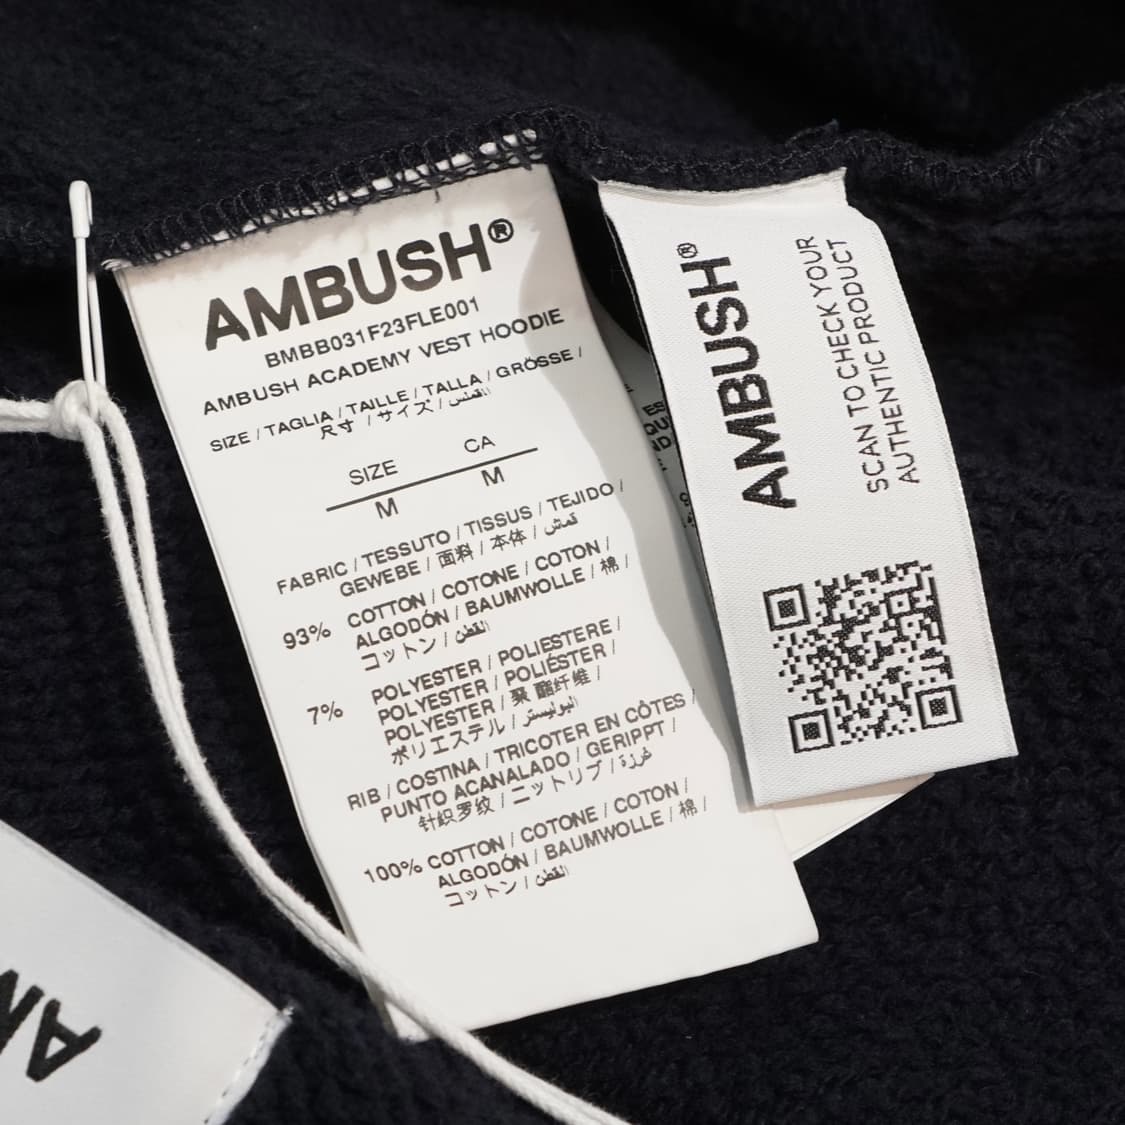 AMBUSH®
BMBB031F23FLE001
AMBUSH ACADEMY VEST HOODIE
SIZE / TAGLIA / TAILLE / TALLA / GRÖSSE /
尺寸 / サイズ /
SIZE CA
M M
FABRIC / TESSUTO / TISSUS / TEJIDO /
GEWEBE / 面料 / 本体 / قماش
93% COTTON / COTONE / COTON /
ALGODÓN / BAUMWOLLE / 棉 /
コットン / القطن
7% POLYESTER / POLIESTERE /
POLYESTER / POLIÉSTER /
POLYESTER / 聚酯纤维 /
ポリエステル / البوليستر
RIB / COSTINA / TRICOTER EN CÔTES /
PUNTO ACANALADO / GERIPPT /
针织罗纹 / ニットリブ / غرزة
100% COTTON / COTONE / COTON /
ALGODÓN / BAUMWOLLE / 棉 /
コットン / القطن
AMBUSH®
SCAN TO CHECK YOUR
AUTHENTIC PRODUCT